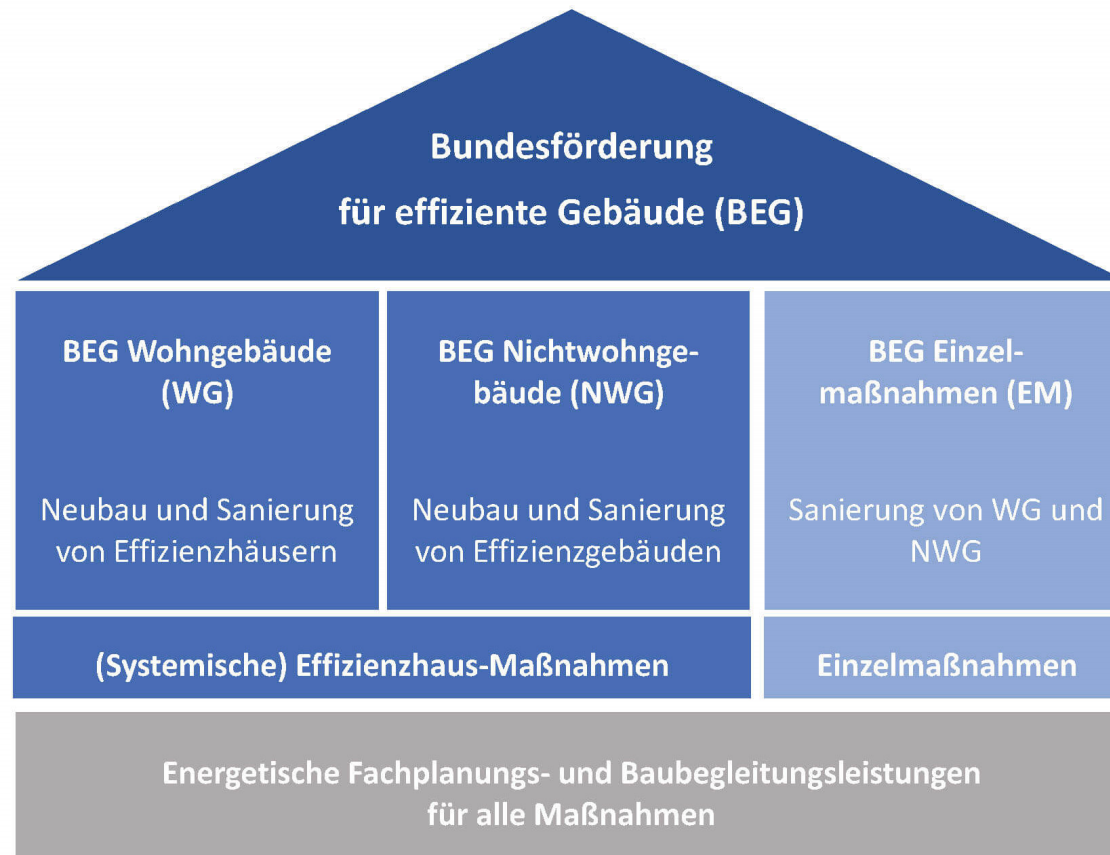 Bundesförderung
für effiziente Gebäude (BEG)
BEG Wohngebäude
(WG)
Neubau und Sanierung
von Effizienzhäusern
BEG Nichtwohnge-
bäude (NWG)
Neubau und Sanierung
von Effizienzgebäuden
BEG Einzel-
maßnahmen (EM)
Sanierung von WG und
NWG
(Systemische) Effizienzhaus-Maßnahmen
Einzelmaßnahmen
Energetische Fachplanungs- und Baubegleitungsleistungen
für alle Maßnahmen